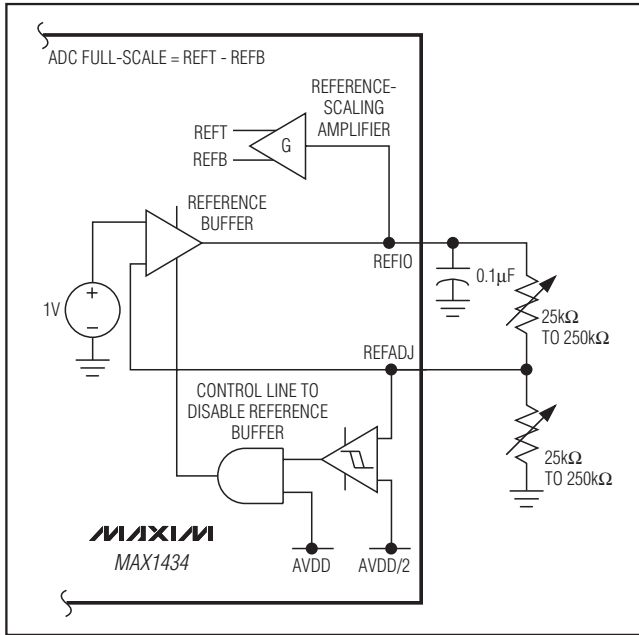 ADC FULL-SCALE = REFT - REFB
REFERENCE-
SCALING
AMPLIFIER
REFT
REFB
G
REFERENCE
BUFFER
REFIO
0.1µF
1V
+
−
25kΩ
TO 250kΩ
REFADJ
CONTROL LINE TO
DISABLE REFERENCE
BUFFER
25kΩ
TO 250kΩ
MAXIM
MAX1434
AVDD
AVDD/2